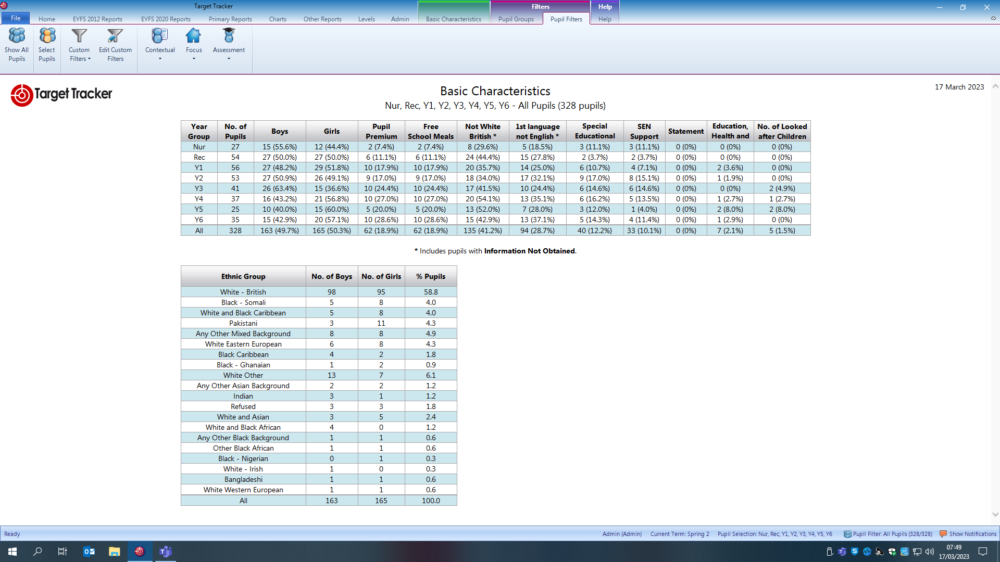 Target Tracker
Filters
Help
File Home EYFS 2012 Reports EYFS 2020 Reports Primary Reports Charts Other Reports Levels Admin Basic Characteristics Pupil Groups Pupil Filters Help
Show All Pupils
Select Pupils
Custom Filters
Edit Custom Filters
Contextual
Focus
Assessment
Target Tracker
17 March 2023
Basic Characteristics
Nur, Rec, Y1, Y2, Y3, Y4, Y5, Y6 - All Pupils (328 pupils)
Year Group No. of Pupils Boys Girls Pupil Premium Free School Meals Not White British * 1st language not English * Special Educational SEN Support Statement Education, Health and No. of Looked after Children
Nur 27 15 (55.6%) 12 (44.4%) 2 (7.4%) 2 (7.4%) 8 (29.6%) 5 (18.5%) 3 (11.1%) 3 (11.1%) 0 (0%) 0 (0%) 0 (0%)
Rec 54 27 (50.0%) 27 (50.0%) 6 (11.1%) 6 (11.1%) 24 (44.4%) 15 (27.8%) 2 (3.7%) 2 (3.7%) 0 (0%) 0 (0%) 0 (0%)
Y1 56 27 (48.2%) 29 (51.8%) 10 (17.9%) 10 (17.9%) 20 (35.7%) 14 (25.0%) 6 (10.7%) 4 (7.1%) 0 (0%) 2 (3.6%) 0 (0%)
Y2 53 27 (50.9%) 26 (49.1%) 9 (17.0%) 9 (17.0%) 18 (34.0%) 17 (32.1%) 9 (17.0%) 8 (15.1%) 0 (0%) 1 (1.9%) 0 (0%)
Y3 41 26 (63.4%) 15 (36.6%) 10 (24.4%) 10 (24.4%) 17 (41.5%) 10 (24.4%) 6 (14.6%) 6 (14.6%) 0 (0%) 0 (0%) 2 (4.9%)
Y4 37 16 (43.2%) 21 (56.8%) 10 (27.0%) 10 (27.0%) 20 (54.1%) 13 (35.1%) 6 (16.2%) 5 (13.5%) 0 (0%) 1 (2.7%) 1 (2.7%)
Y5 25 10 (40.0%) 15 (60.0%) 5 (20.0%) 5 (20.0%) 13 (52.0%) 7 (28.0%) 3 (12.0%) 1 (4.0%) 0 (0%) 2 (8.0%) 2 (8.0%)
Y6 35 15 (42.9%) 20 (57.1%) 10 (28.6%) 10 (28.6%) 15 (42.9%) 13 (37.1%) 5 (14.3%) 4 (11.4%) 0 (0%) 1 (2.9%) 0 (0%)
All 328 163 (49.7%) 165 (50.3%) 62 (18.9%) 62 (18.9%) 135 (41.2%) 94 (28.7%) 40 (12.2%) 33 (10.1%) 0 (0%) 7 (2.1%) 5 (1.5%)
* Includes pupils with Information Not Obtained.
Ethnic Group No. of Boys No. of Girls % Pupils
White - British 98 95 58.8
Black - Somali 5 8 4.0
White and Black Caribbean 5 8 4.0
Pakistani 3 11 4.3
Any Other Mixed Background 8 8 4.9
White Eastern European 6 8 4.3
Black Caribbean 4 2 1.8
Black - Ghanaian 1 2 0.9
White Other 13 7 6.1
Any Other Asian Background 2 2 1.2
Indian 3 1 1.2
Refused 3 3 1.8
White and Asian 3 5 2.4
White and Black African 4 0 1.2
Any Other Black Background 1 1 0.6
Other Black African 1 1 0.6
Black - Nigerian 0 1 0.3
White - Irish 1 0 0.3
Bangladeshi 1 1 0.6
White Western European 1 1 0.6
All 163 165 100.0
Ready Admin (Admin) Current Term: Spring 2 Pupil Selection: Nur, Rec, Y1, Y2, Y3, Y4, Y5, Y6 Pupil Filter: All Pupils (328/328) Show Notifications
07:49
17/03/2023